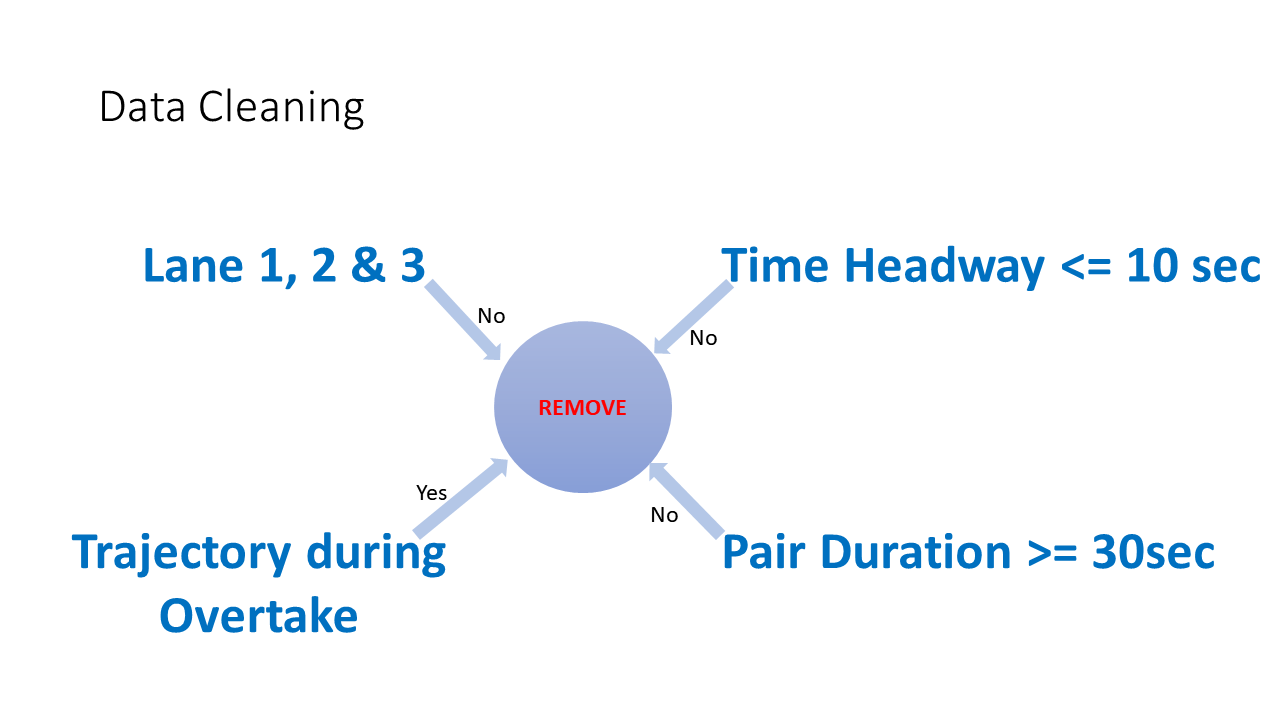 Data Cleaning
Lane 1, 2 & 3
Time Headway <= 10 sec
No
No
REMOVE
Yes
No
Trajectory during
Overtake
Pair Duration >= 30sec